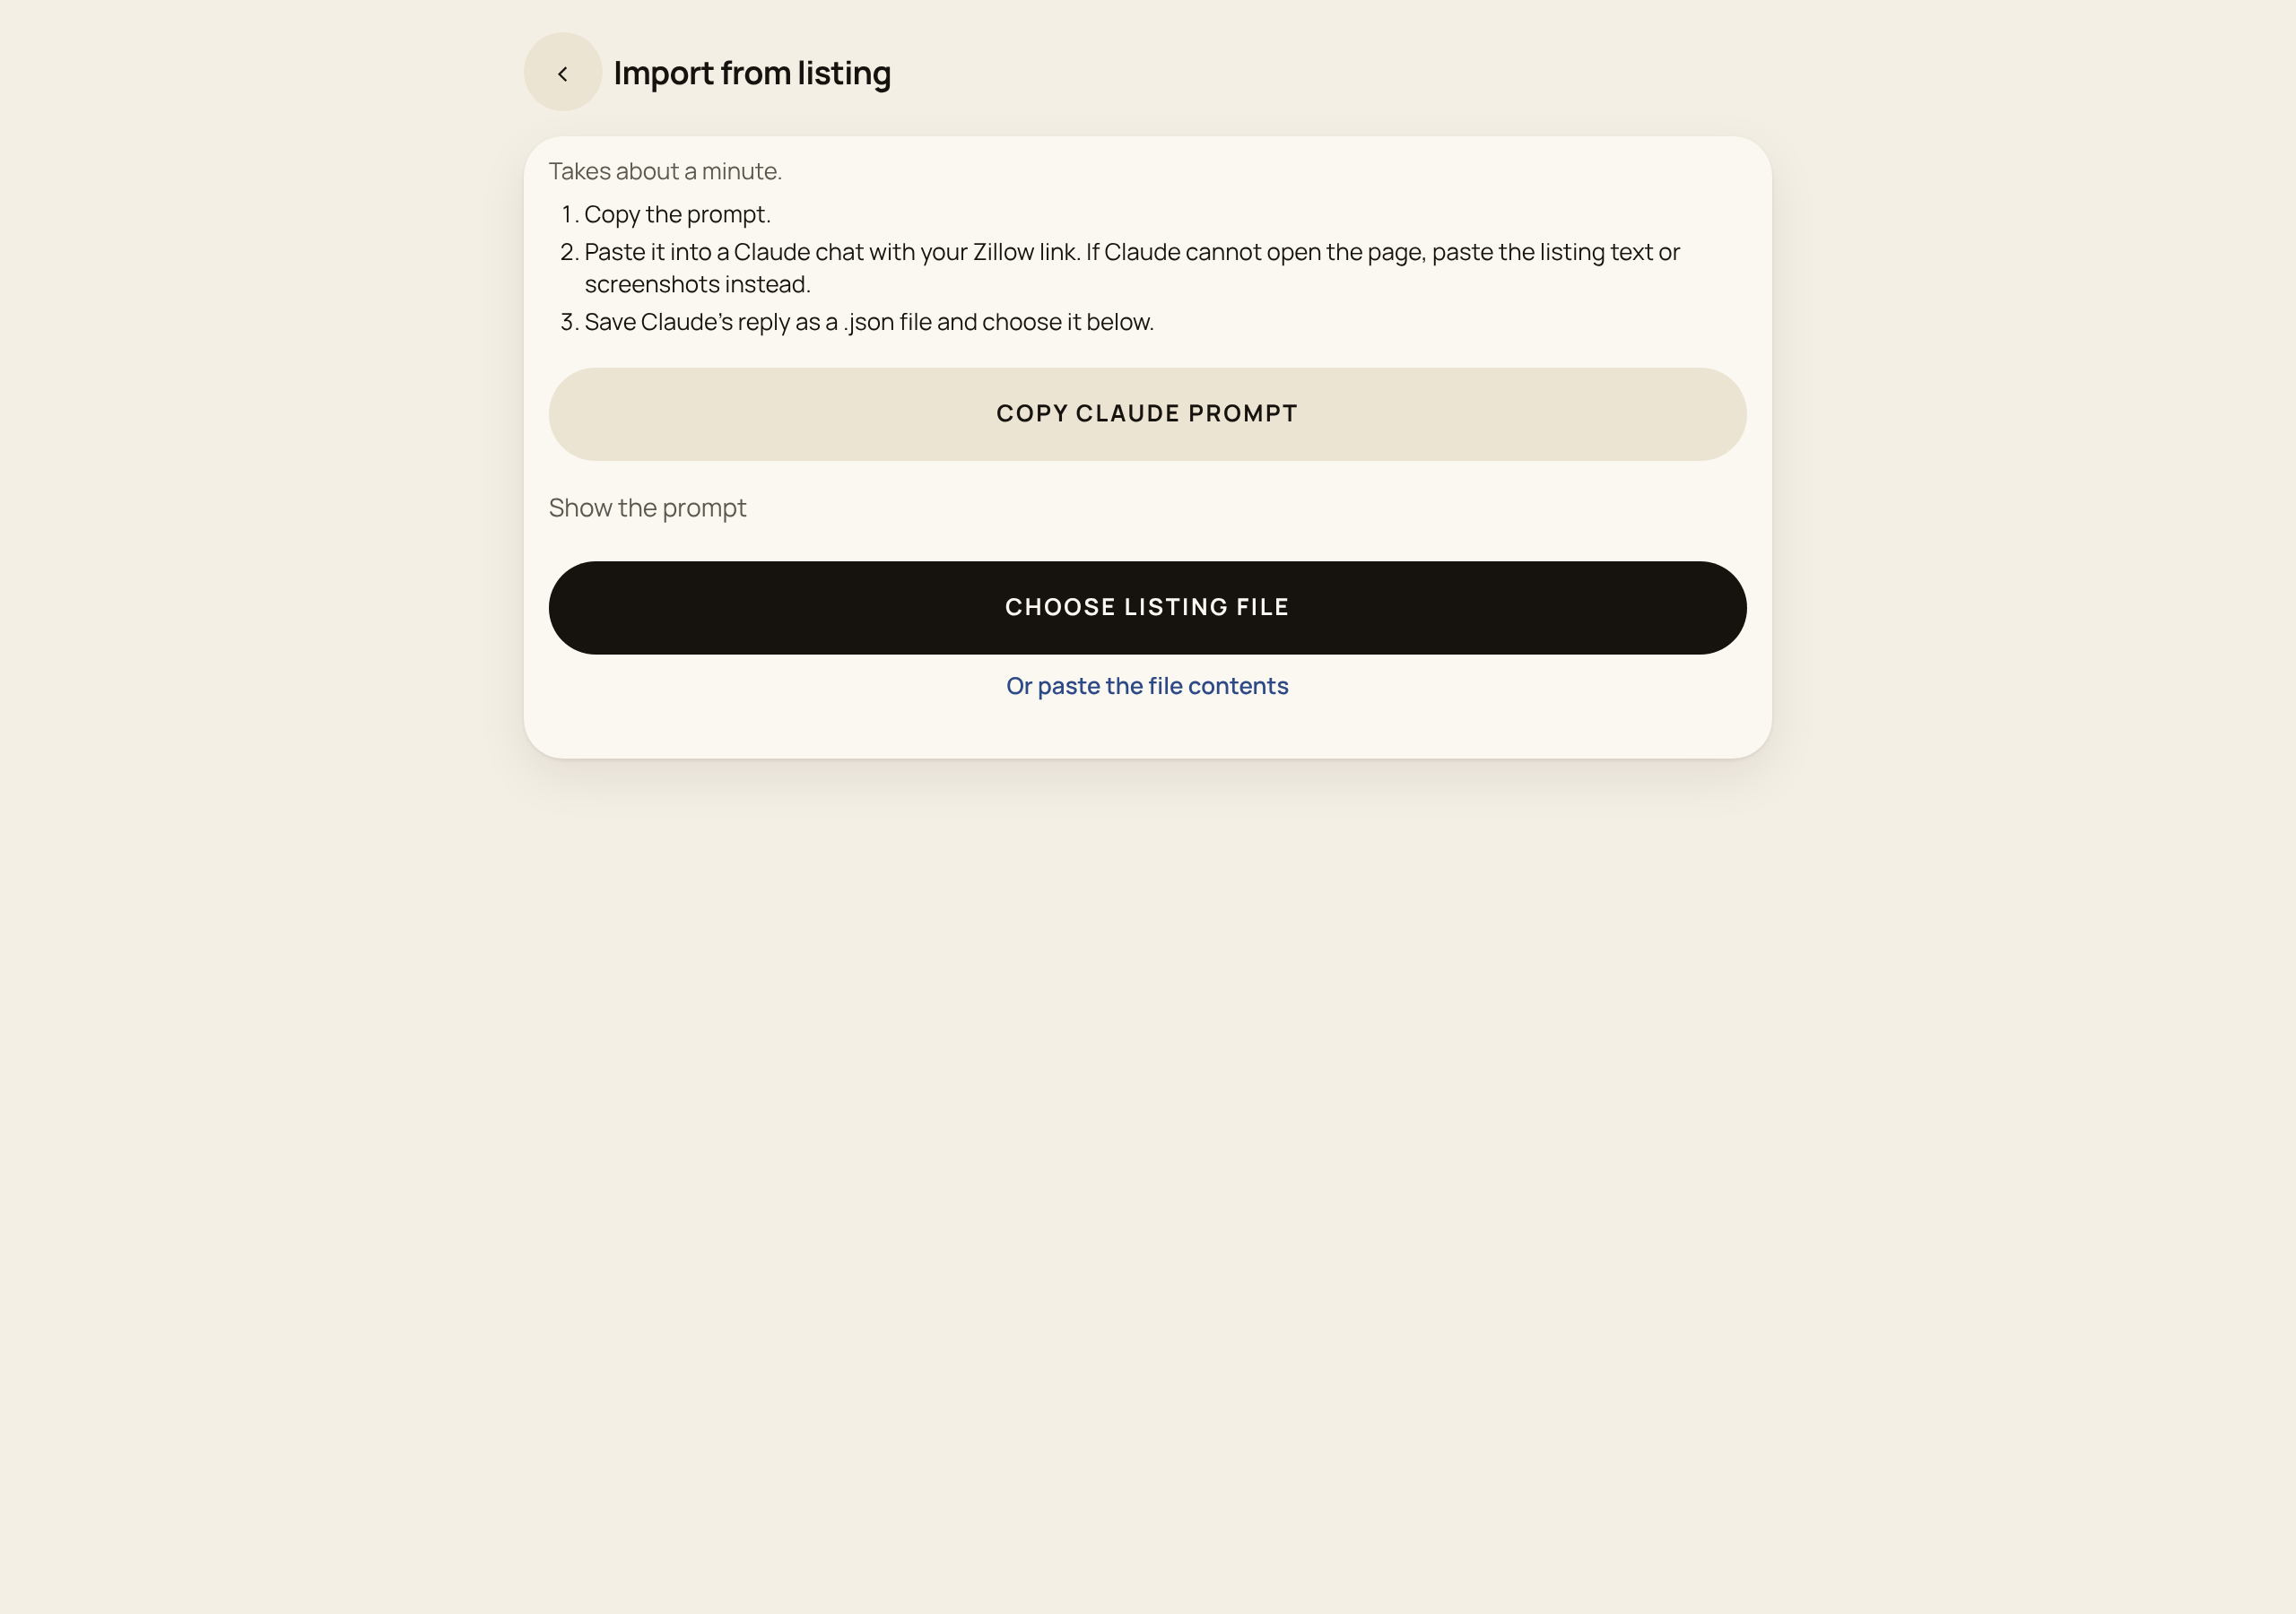 Import from listing
Takes about a minute.
1. Copy the prompt.
2. Paste it into a Claude chat with your Zillow link. If Claude cannot open the page, paste the listing text or
screenshots instead.
3. Save Claude’s reply as a .json file and choose it below.
COPY CLAUDE PROMPT
Show the prompt
CHOOSE LISTING FILE
Or paste the file contents